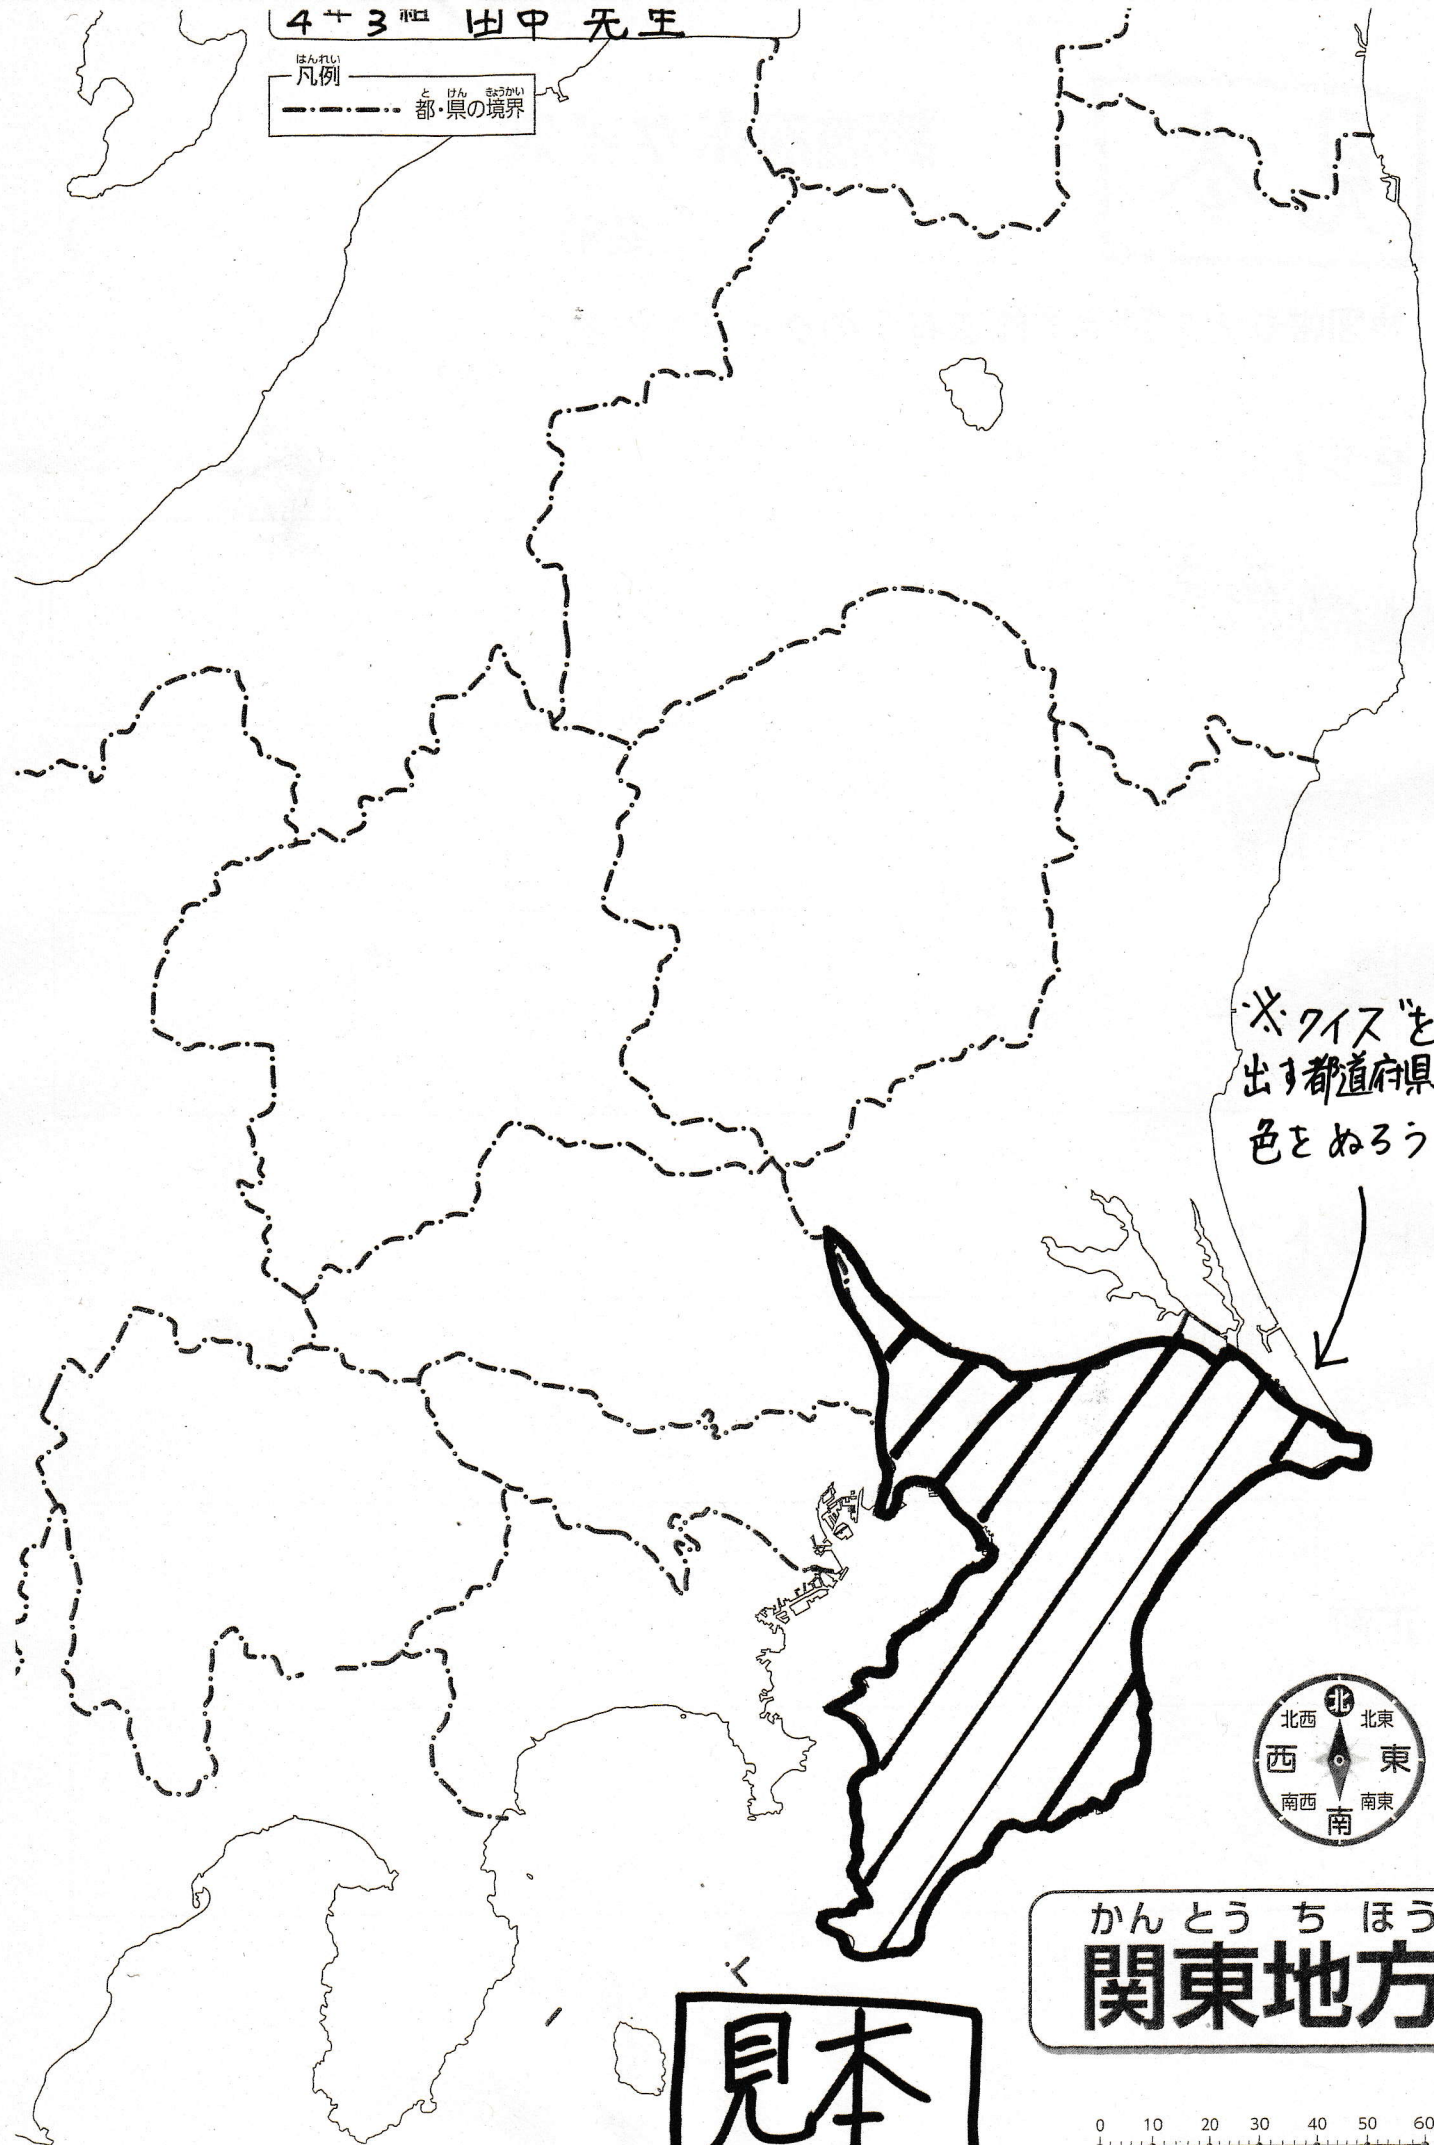 4年3組 田中 先生
はんれい
凡例
と けん きょうかい
都・県の境界
※クイズを
出す都道府県
色をぬろう
北
北西 北東
西 東
南西 南東
南
かんとうちほう
関東地方
見本
0 10 20 30 40 50 60